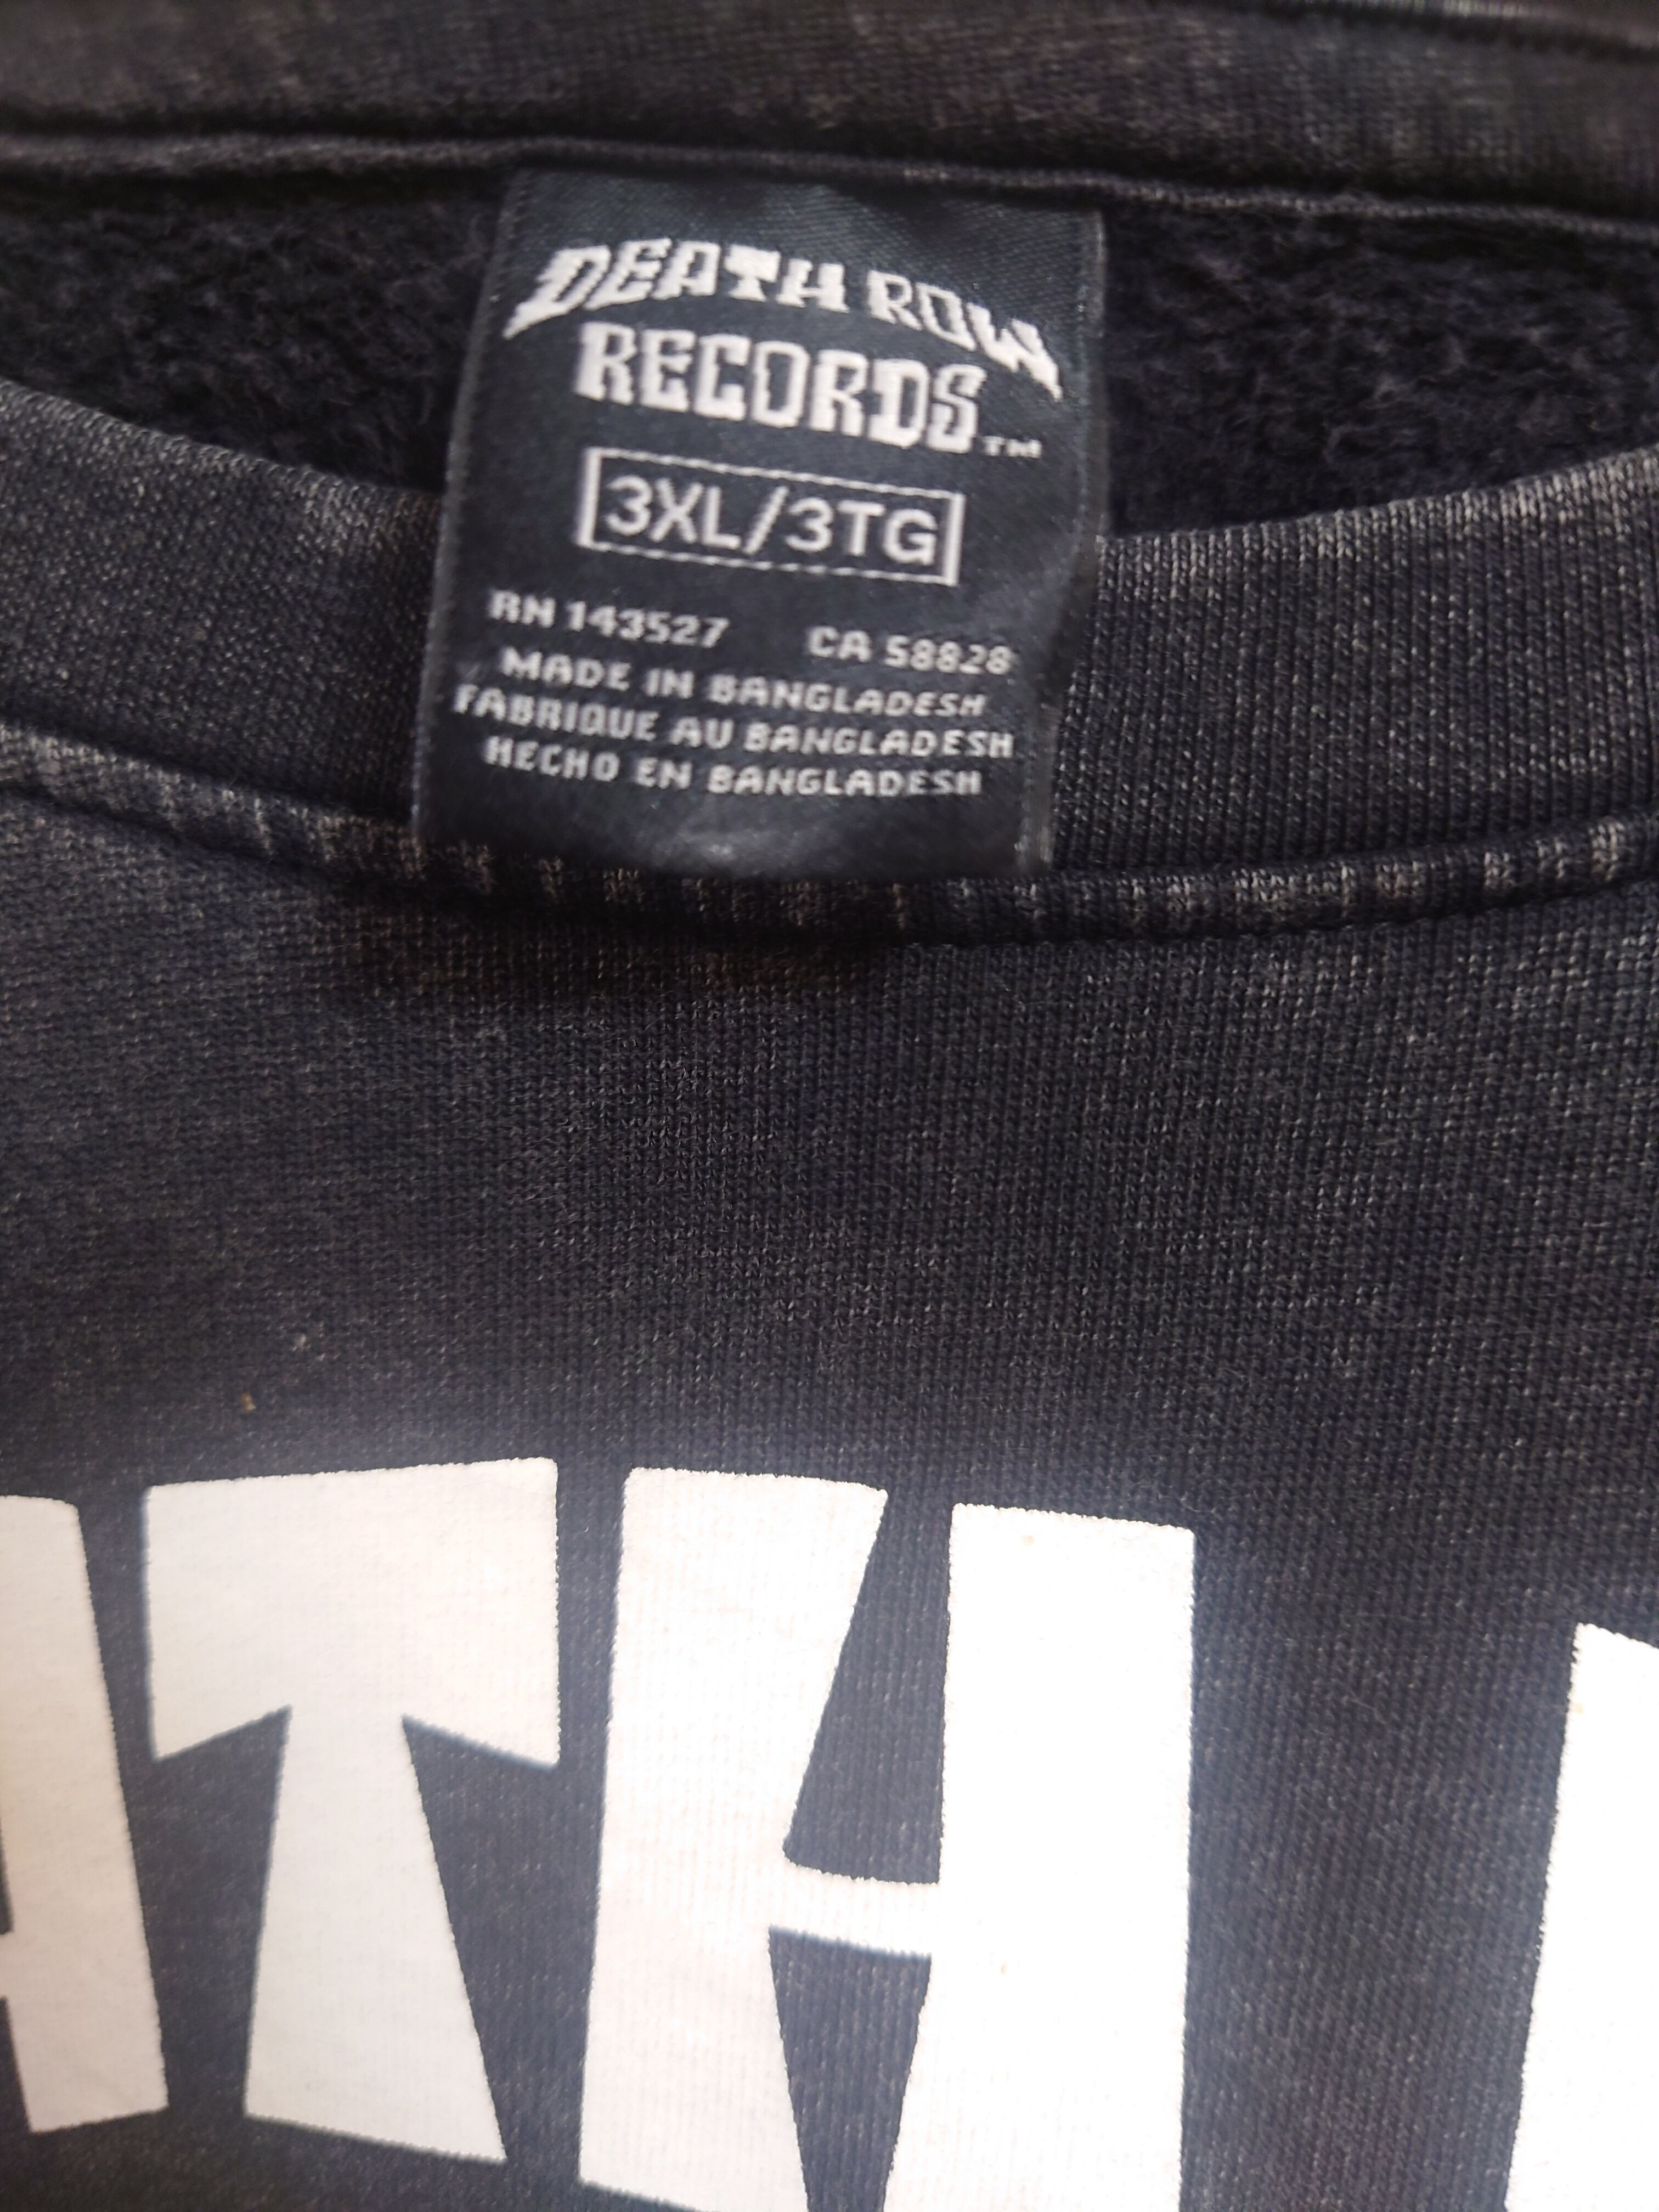 DEATH ROW
RECORDS™
3XL/3TG
RN 143527 CA 58828
MADE IN BANGLADESH
FABRIQUE AU BANGLADESH
HECHO EN BANGLADESH
ATH